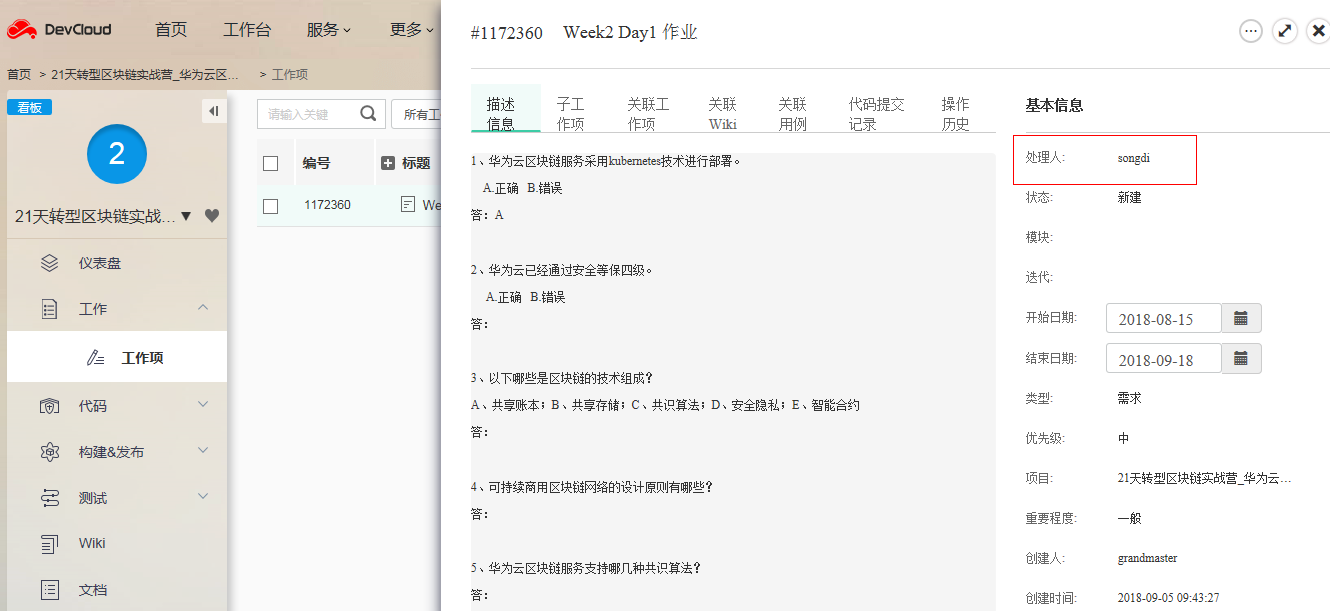 DevCloud 首页 工作台 服务 更多
首页 > 21天转型区块链实战营_华为云区... > 工作项
看板
2
21天转型区块链实战...
仪表盘
工作
工作项
代码
构建&发布
测试
Wiki
文档
请输入关键 所有工
编号 标题
1172360 We
#1172360 Week2 Day1 作业
描述信息 子工作项 关联工作项 关联Wiki 关联用例 代码提交记录 操作历史
1、华为云区块链服务采用kubernetes技术进行部署。
A.正确 B.错误
答：A
2、华为云已经通过安全等保四级。
A.正确 B.错误
答：
3、以下哪些是区块链的技术组成？
A、共享账本；B、共享存储；C、共识算法；D、安全隐私；E、智能合约
答：
4、可持续商用区块链网络的设计原则有哪些？
答：
5、华为云区块链服务支持哪几种共识算法？
答：
基本信息
处理人: songdi
状态: 新建
模块:
迭代:
开始日期: 2018-08-15
结束日期: 2018-09-18
类型: 需求
优先级: 中
项目: 21天转型区块链实战营_华为云...
重要程度: 一般
创建人: grandmaster
创建时间: 2018-09-05 09:43:27